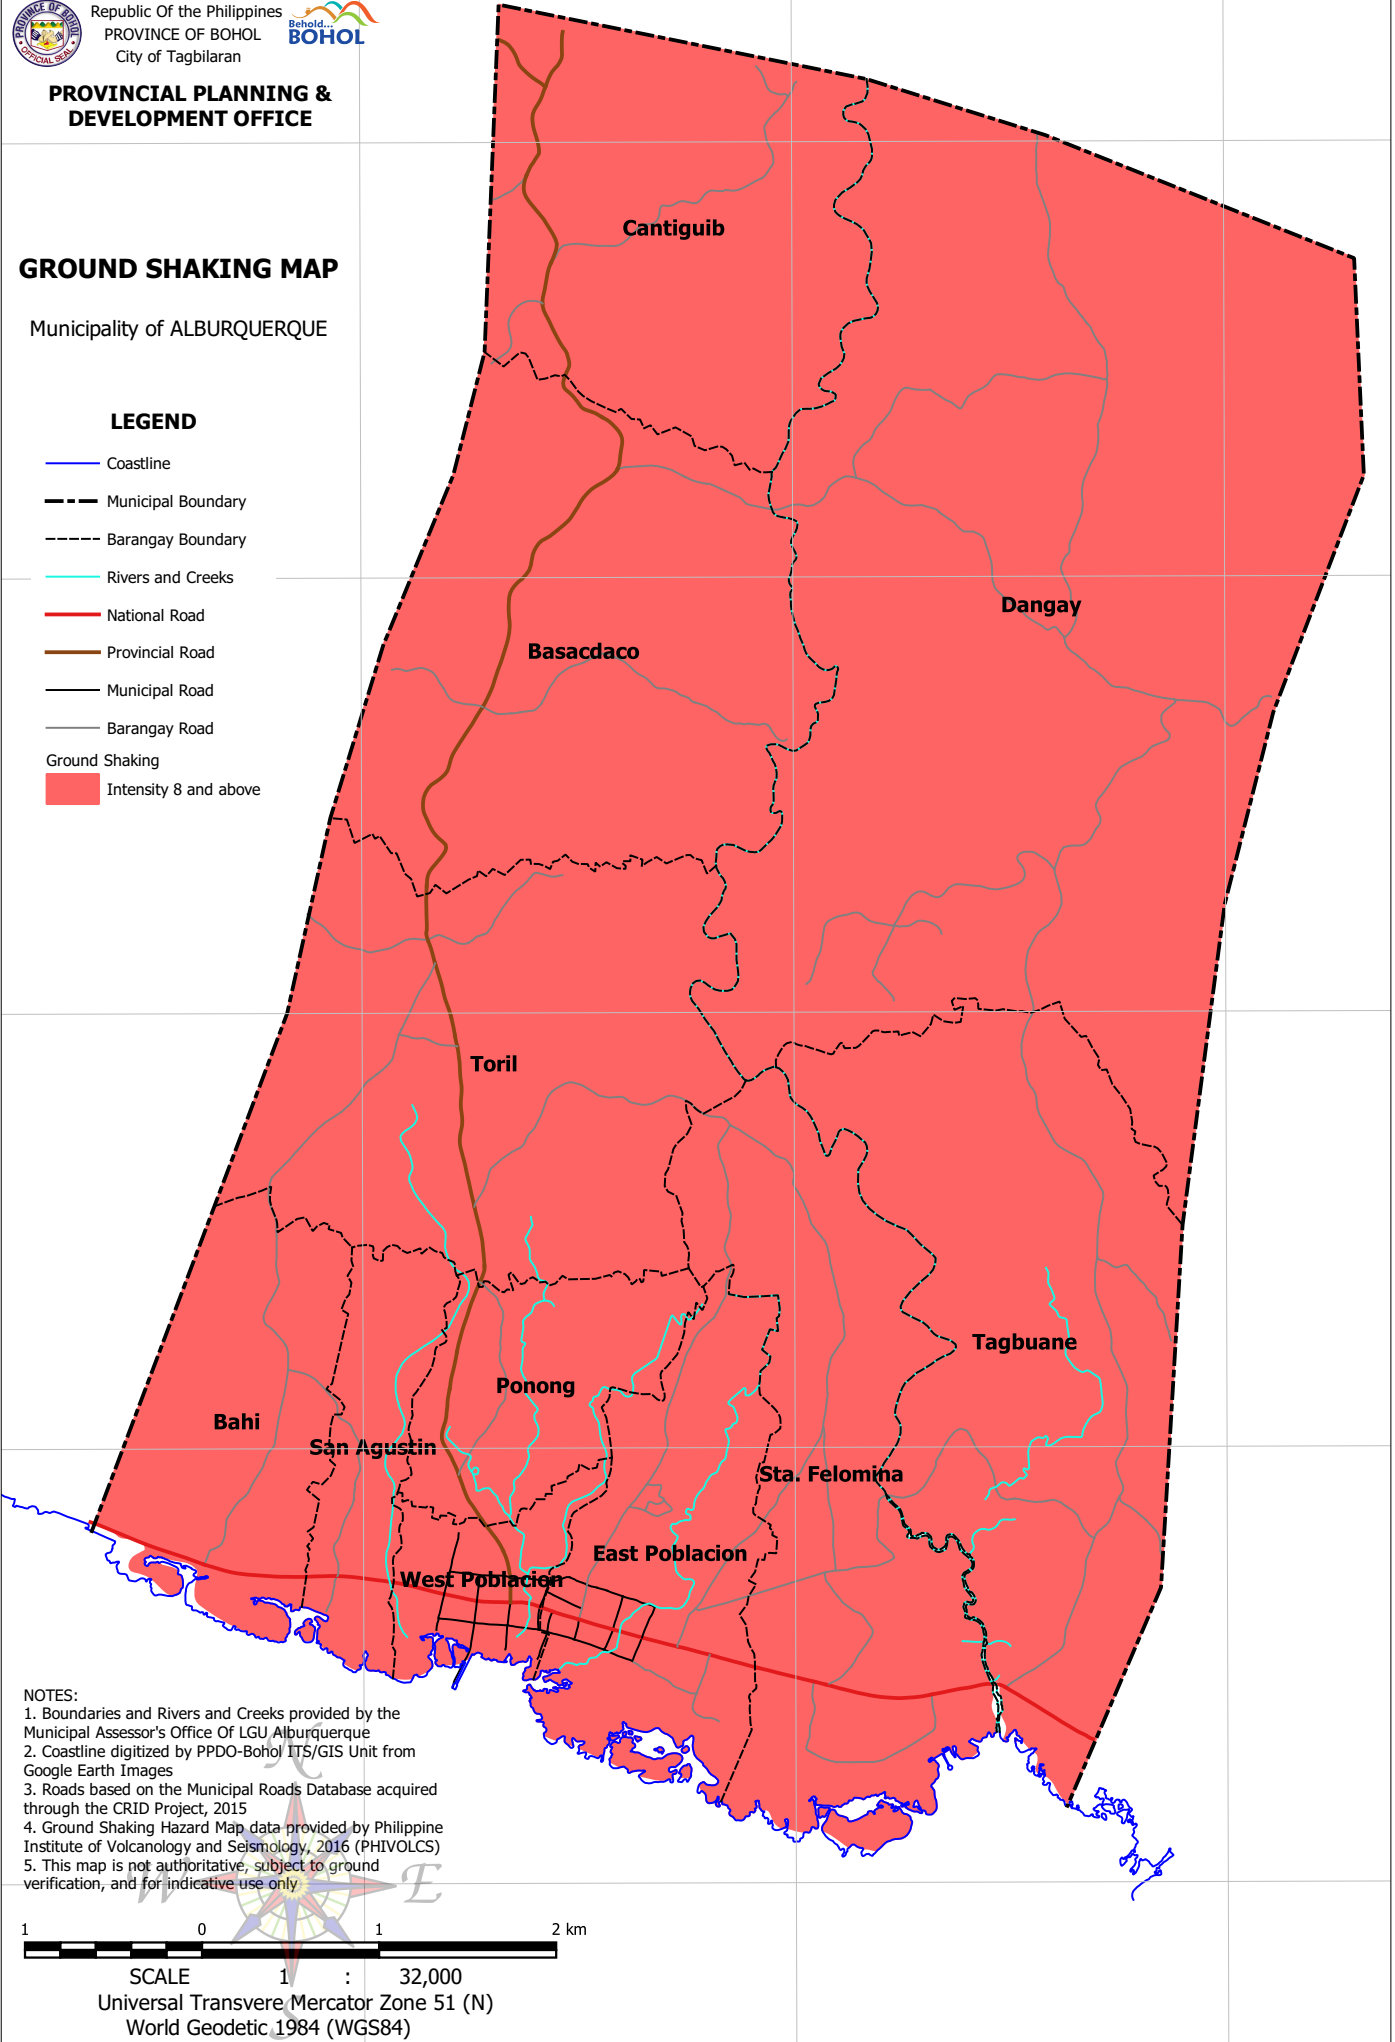 Republic Of the Philippines
PROVINCE OF BOHOL
City of Tagbilaran
PROVINCE OF BOHOL
OFFICIAL SEAL
Behold...
BOHOL
PROVINCIAL PLANNING &
DEVELOPMENT OFFICE
GROUND SHAKING MAP
Municipality of ALBURQUERQUE
LEGEND
Coastline
Municipal Boundary
Barangay Boundary
Rivers and Creeks
National Road
Provincial Road
Municipal Road
Barangay Road
Ground Shaking
Intensity 8 and above
Cantiguib
Dangay
Basacdaco
Toril
Tagbuane
Ponong
Bahi
San Agustin
Sta. Felomina
East Poblacion
West Poblacion
NOTES:
1. Boundaries and Rivers and Creeks provided by the
Municipal Assessor's Office Of LGU Alburquerque
2. Coastline digitized by PPDO-Bohol ITS/GIS Unit from
Google Earth Images
3. Roads based on the Municipal Roads Database acquired
through the CRID Project, 2015
4. Ground Shaking Hazard Map data provided by Philippine
Institute of Volcanology and Seismology, 2016 (PHIVOLCS)
5. This map is not authoritative, subject to ground
verification, and for indicative use only
N
W
E
S
1 0 1 2 km
SCALE 1 : 32,000
Universal Transvere Mercator Zone 51 (N)
World Geodetic 1984 (WGS84)